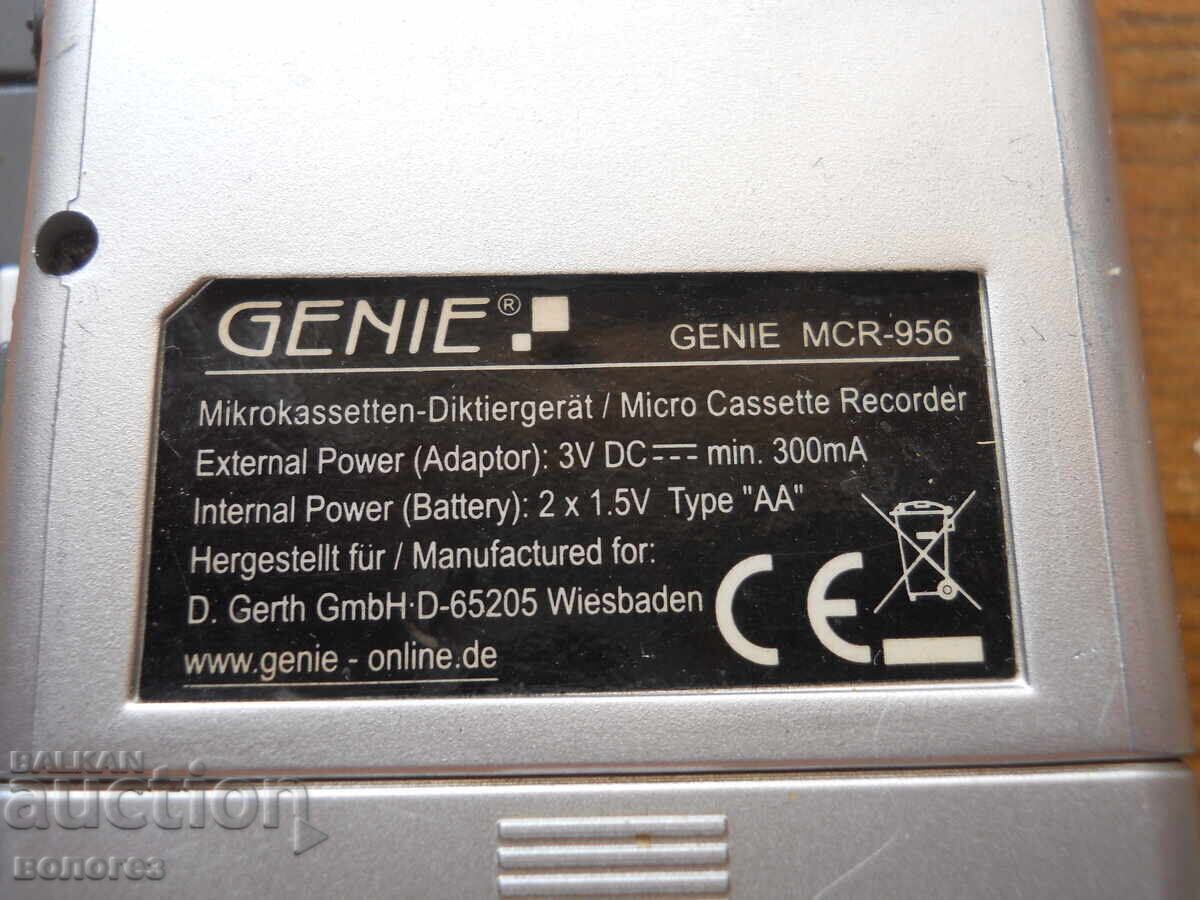 GENIE®
GENIE MCR-956
Mikrokassetten-Diktiergerät / Micro Cassette Recorder
External Power (Adaptor): 3V DC⎓ min. 300mA
Internal Power (Battery): 2 x 1.5V Type "AA"
Hergestellt für / Manufactured for:
D. Gerth GmbH·D-65205 Wiesbaden
www.genie - online.de
CE
BALKAN
auction
Bonorez